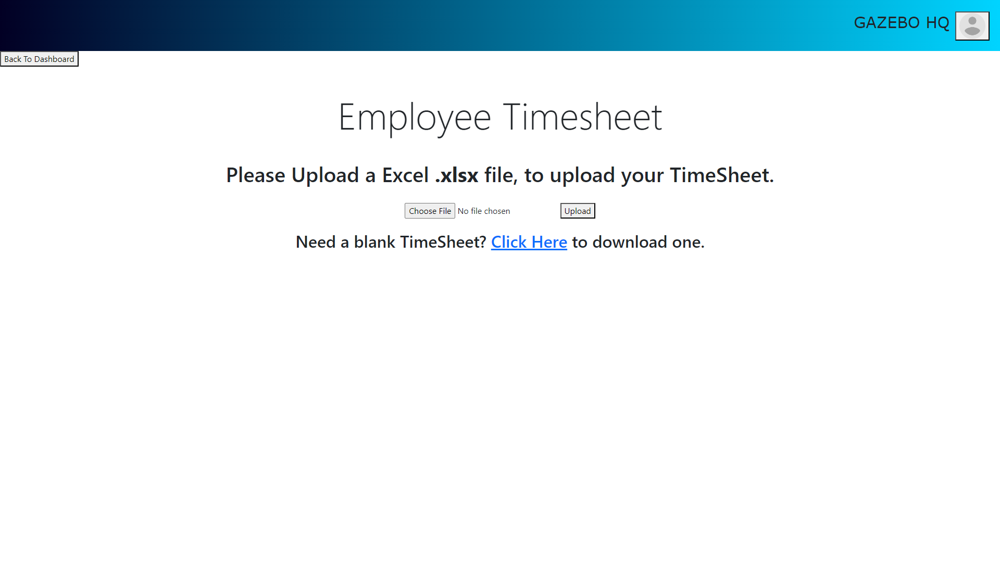 GAZEBO HQ
Back To Dashboard
Employee Timesheet
Please Upload a Excel .xlsx file, to upload your TimeSheet.
Choose File No file chosen Upload
Need a blank TimeSheet? Click Here to download one.